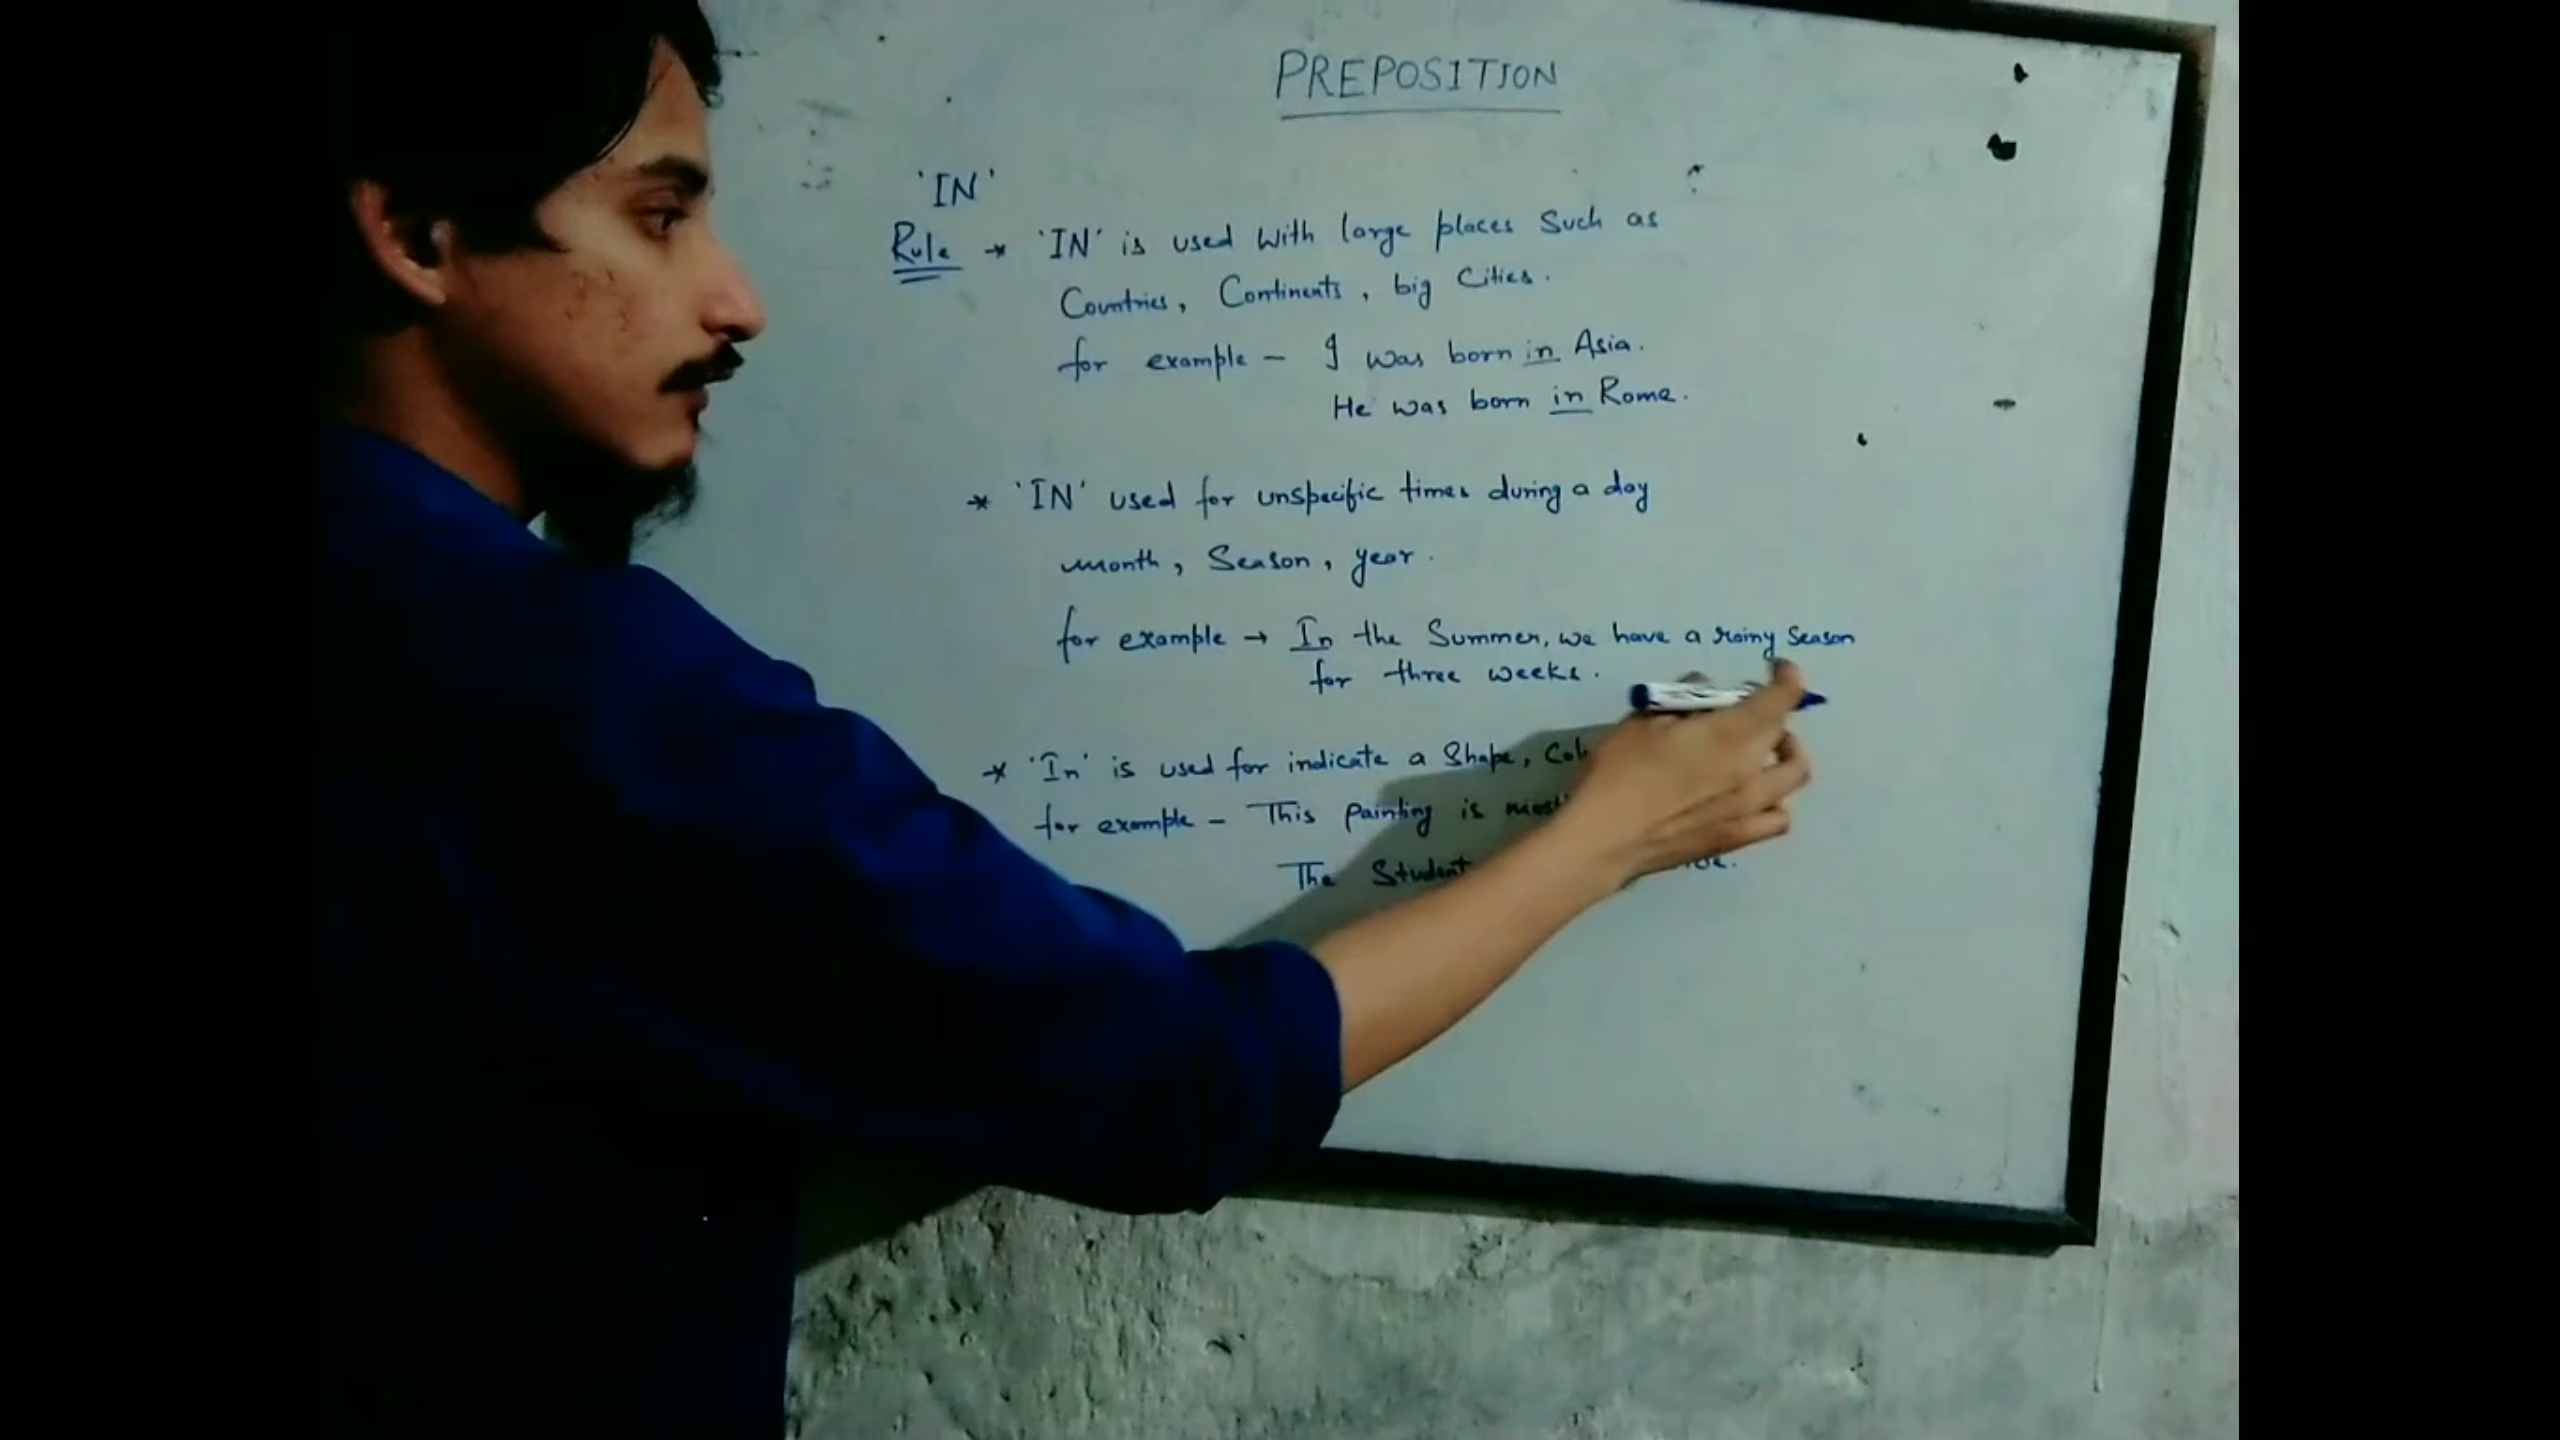 PREPOSITION
'IN'
Rule → 'IN' is used with large places such as
Countries, Continents, big Cities.
for example - I was born in Asia.
He was born in Rome.
* 'IN' used for unspecific times during a day
month, Season, year.
for example → In the Summer, we have a rainy Season
for three weeks.
* 'In' is used for indicate a Shape,
for example - This painting is
The